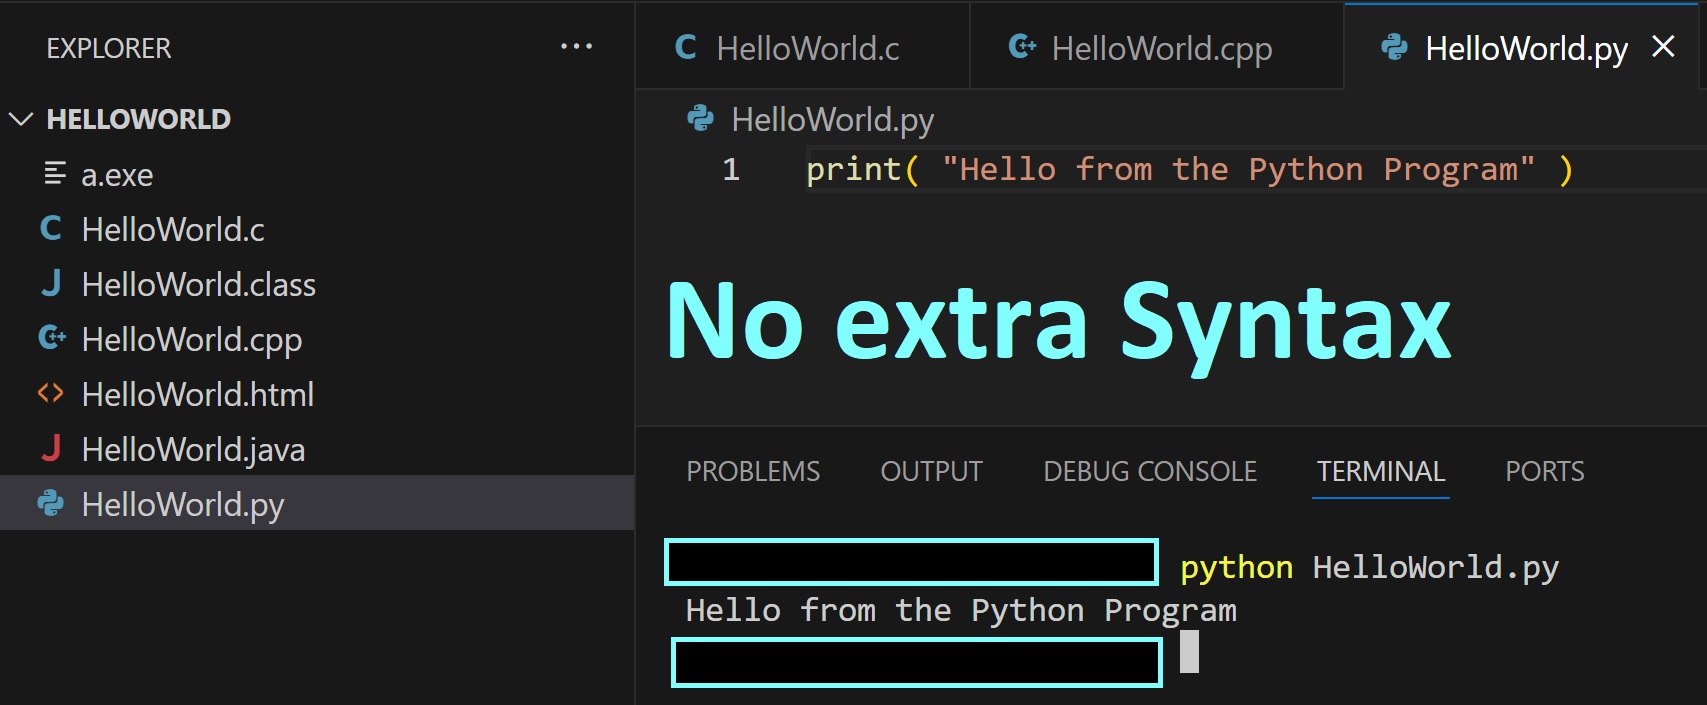 EXPLORER ...
HELLOWORLD
a.exe
C HelloWorld.c
J HelloWorld.class
C++ HelloWorld.cpp
<> HelloWorld.html
J HelloWorld.java
HelloWorld.py
C HelloWorld.c
C++ HelloWorld.cpp
HelloWorld.py
HelloWorld.py
1 print( "Hello from the Python Program" )
No extra Syntax
PROBLEMS OUTPUT DEBUG CONSOLE TERMINAL PORTS
python HelloWorld.py
Hello from the Python Program